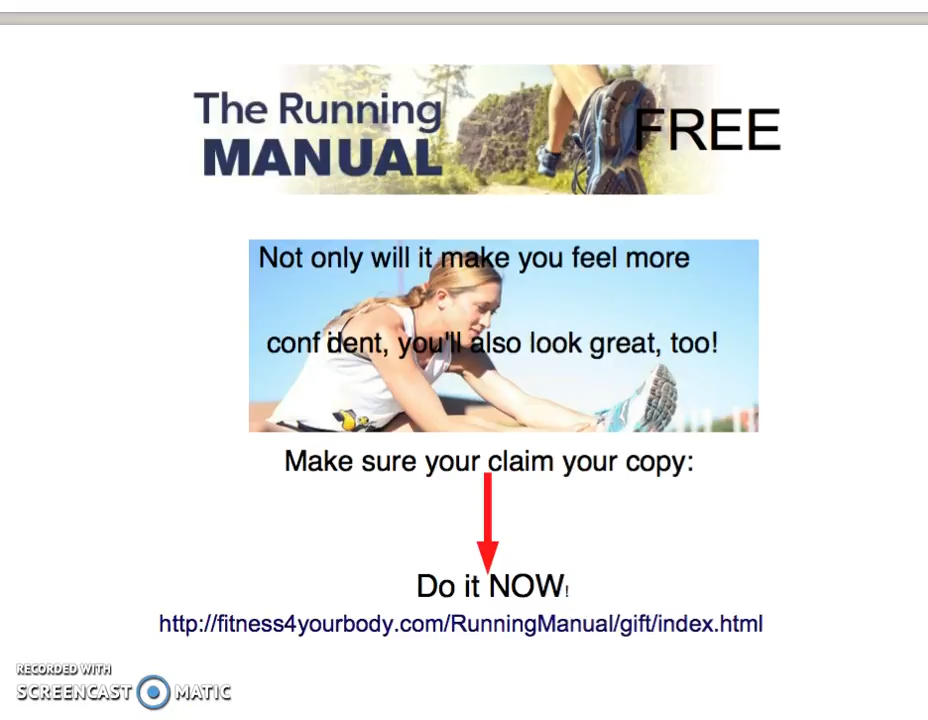 The Running
MANUAL
FREE
Not only will it make you feel more
confident, you'll also look great, too!
Make sure your claim your copy:
Do it NOW!
http://fitness4yourbody.com/RunningManual/gift/index.html
RECORDED WITH
SCREENCAST MATIC